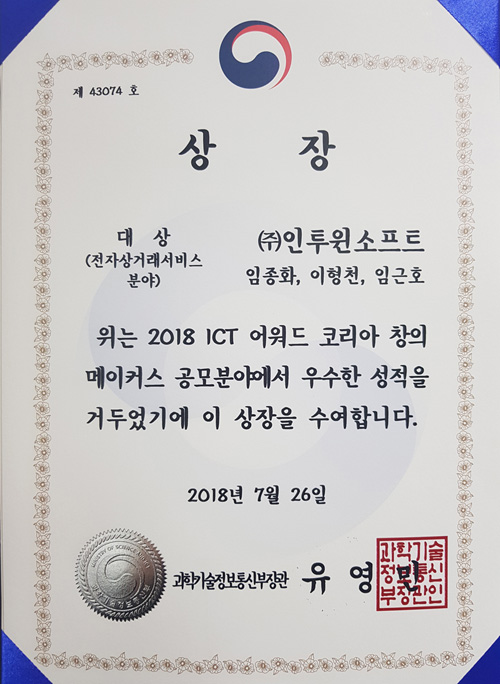 제 43074 호
상 장
대 상
(전자상거래서비스
분야)
㈜인투윈소프트
임종화, 이형천, 임근호
위는 2018 ICT 어워드 코리아 창의
메이커스 공모분야에서 우수한 성적을
거두었기에 이 상장을 수여합니다.
2018년 7월 26일
MINISTRY OF SCIENCE
과학기술정보통신부장관 유 영 민
과학기술
정보통신
부장관인